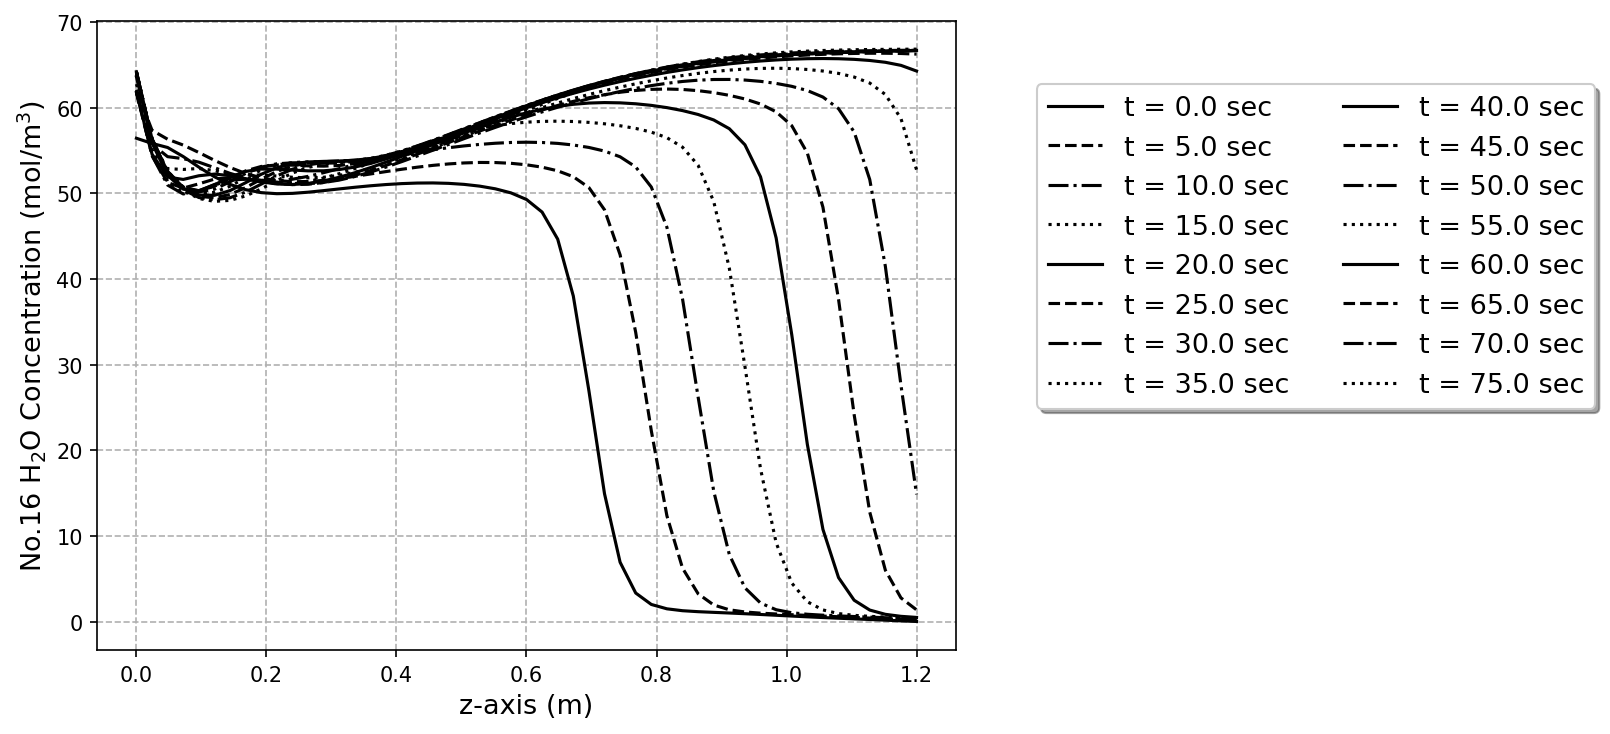 70
60
50
40
30
20
10
0
No.16 H₂O Concentration (mol/m³)
0.0 0.2 0.4 0.6 0.8 1.0 1.2
z-axis (m)
t = 0.0 sec
t = 5.0 sec
t = 10.0 sec
t = 15.0 sec
t = 20.0 sec
t = 25.0 sec
t = 30.0 sec
t = 35.0 sec
t = 40.0 sec
t = 45.0 sec
t = 50.0 sec
t = 55.0 sec
t = 60.0 sec
t = 65.0 sec
t = 70.0 sec
t = 75.0 sec